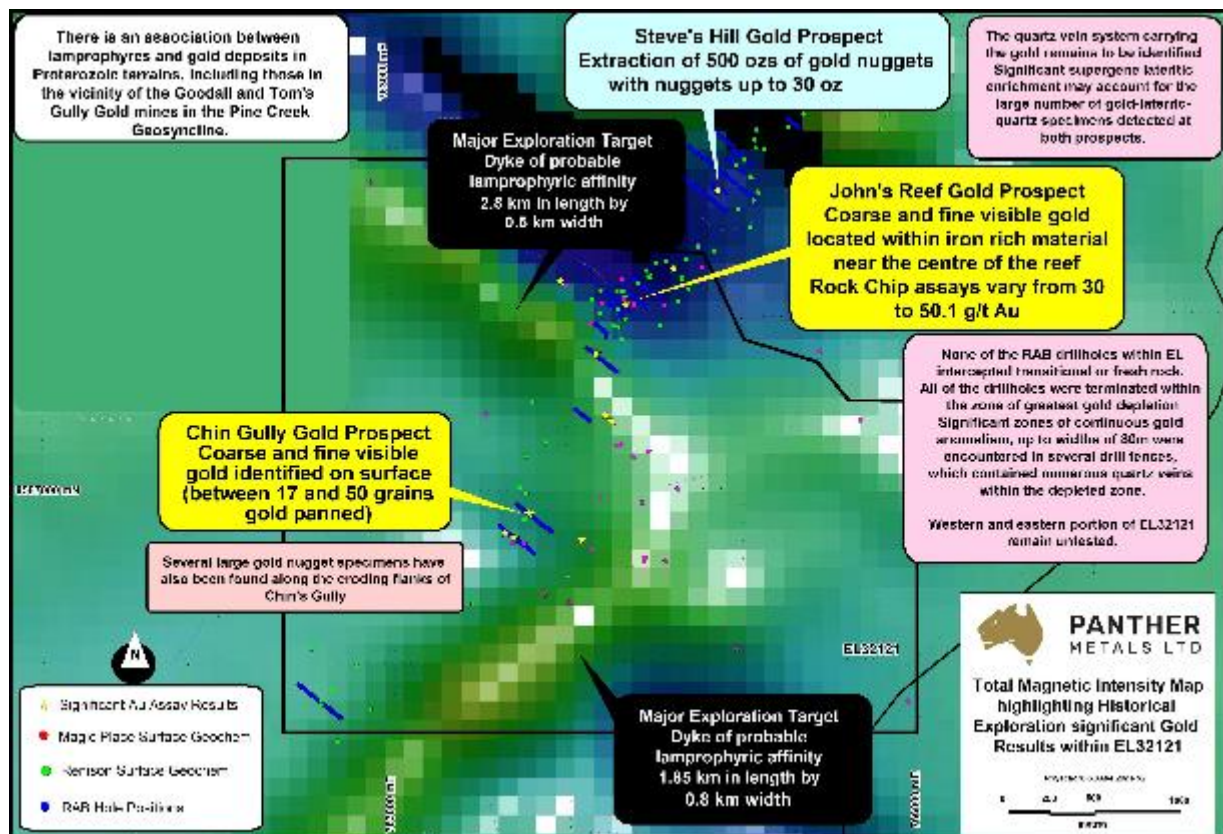 There is an association between
lamprophyres and gold deposits in
Proterozoic terrains, including those in
the vicinity of the Goodall and Tom's
Gully Gold mines in the Pine Creek
Geosyncline.
Steve's Hill Gold Prospect
Extraction of 500 ozs of gold nuggets
with nuggets up to 30 oz
The quartz vein system carrying
the gold remains to be identified
Significant supergene lateritic
enrichment may account for the
large number of gold-lateritic-
quartz specimens detected at
both prospects.
Major Exploration Target
Dyke of probable
lamprophyric affinity
2.8 km in length by
0.5 km width
John's Reef Gold Prospect
Coarse and fine visible gold
located within iron rich material
near the centre of the reef
Rock Chip assays vary from 30
to 50.1 g/t Au
None of the RAB drillholes within EL
intercepted transitional or fresh rock.
All of the drillholes were terminated within
the zone of greatest gold depletion
Significant zones of continuous gold
anomalism, up to widths of 80m were
encountered in several drill fences,
which contained numerous quartz veins
within the depleted zone.
Western and eastern portion of EL32121
remain untested.
Chin Gully Gold Prospect
Coarse and fine visible
gold identified on surface
(between 17 and 50 grains
gold panned)
Several large gold nugget specimens have
also been found along the eroding flanks of
Chin's Gully
EL32121
N
Significant Au Assay Results
Magic Place Surface Geochem
Renison Surface Geochem
RAB Hole Positions
Major Exploration Target
Dyke of probable
lamprophyric affinity
1.85 km in length by
0.8 km width
PANTHER
METALS LTD
Total Magnetic Intensity Map
highlighting Historical
Exploration significant Gold
Results within EL32121